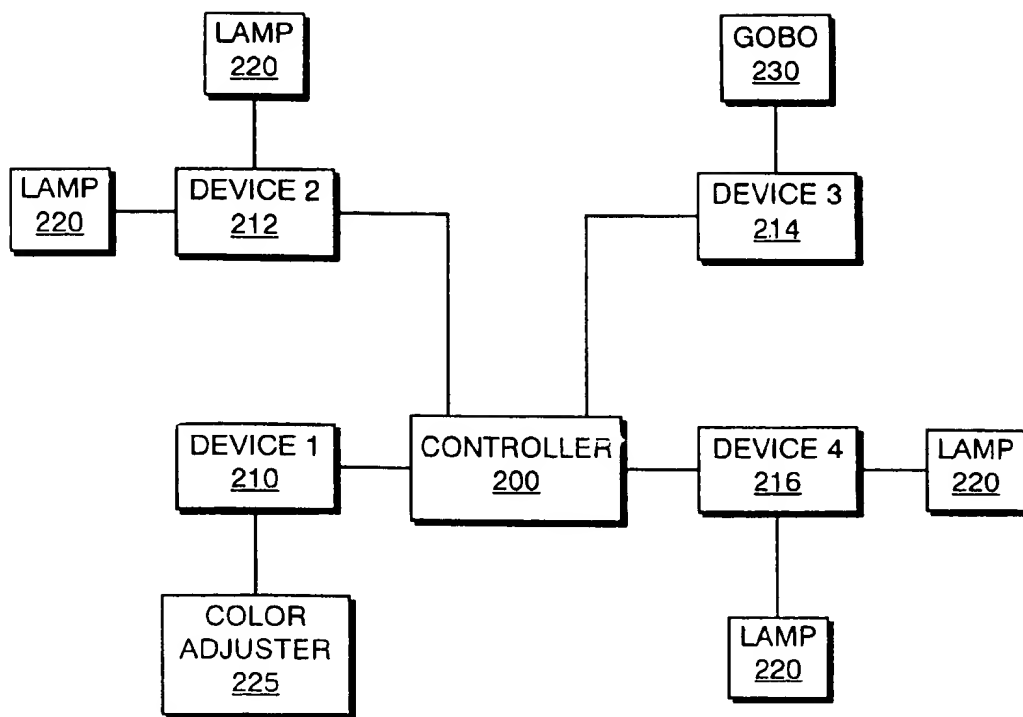 LAMP
220
GOBO
230
LAMP
220
DEVICE 2
212
DEVICE 3
214
DEVICE 1
210
CONTROLLER
200
DEVICE 4
216
LAMP
220
COLOR
ADJUSTER
225
LAMP
220